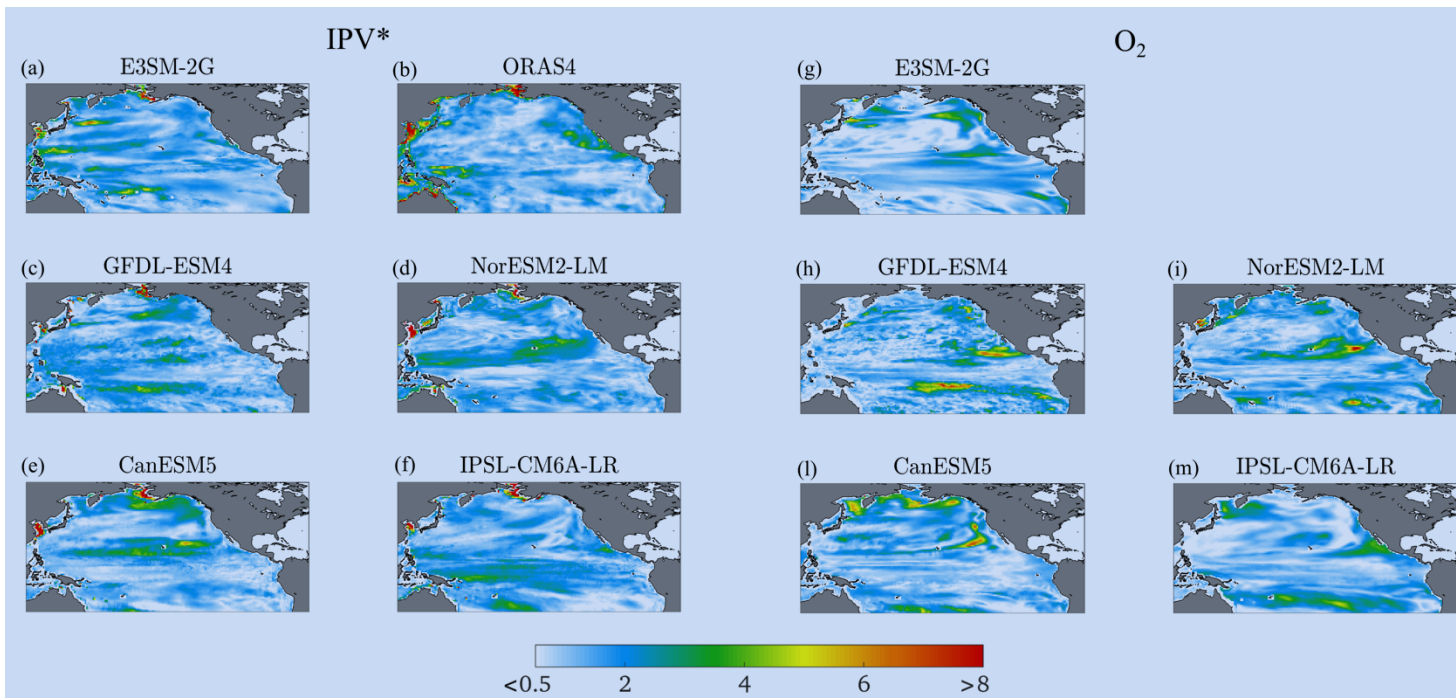 IPV*
O₂
(a) E3SM-2G
(b) ORAS4
(g) E3SM-2G
(c) GFDL-ESM4
(d) NorESM2-LM
(h) GFDL-ESM4
(i) NorESM2-LM
(e) CanESM5
(f) IPSL-CM6A-LR
(l) CanESM5
(m) IPSL-CM6A-LR
<0.5 2 4 6 >8